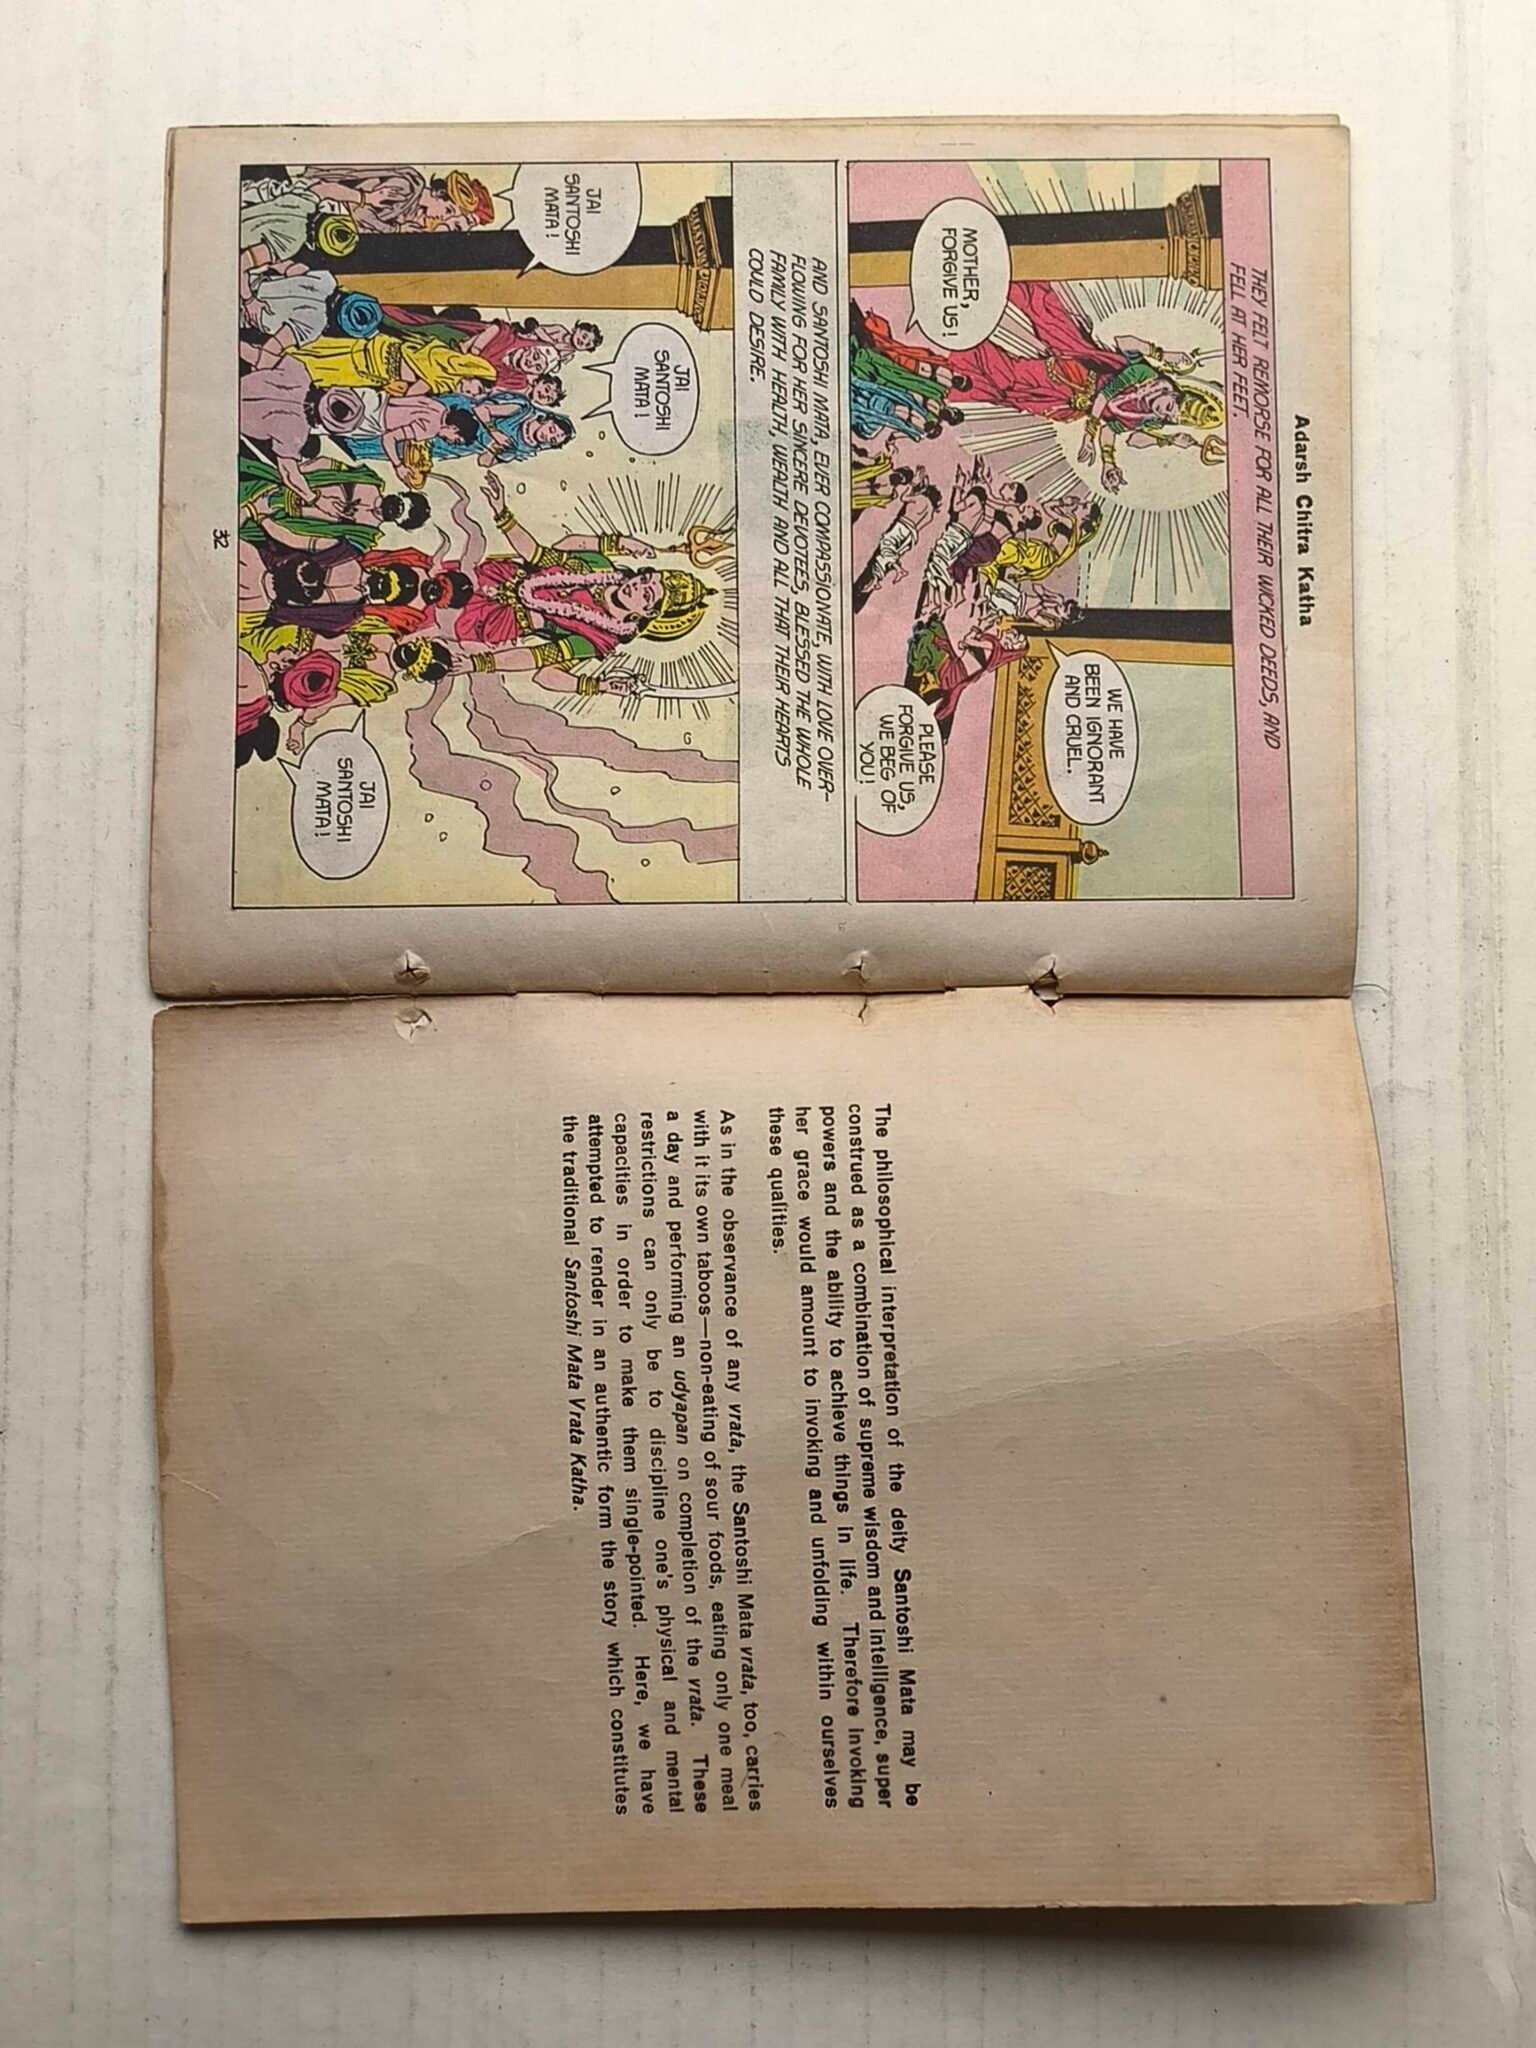 Adarsh Chitra Katha
THEY FELT REMORSE FOR ALL THEIR WICKED DEEDS, AND
FELL AT HER FEET.
MOTHER,
FORGIVE US!
WE HAVE
BEEN IGNORANT
AND CRUEL.
PLEASE
FORGIVE US,
WE BEG OF
YOU!
AND SANTOSHI MATA, EVER COMPASSIONATE, WITH LOVE OVER-
FLOWING FOR HER SINCERE DEVOTEES, BLESSED THE WHOLE
FAMILY WITH HEALTH, WEALTH AND ALL THAT THEIR HEARTS
COULD DESIRE.
JAI
SANTOSHI
MATA!
JAI
SANTOSHI
MATA!
JAI
SANTOSHI
MATA!
32
The philosophical interpretation of the deity Santoshi Mata may be
construed as a combination of supreme wisdom and intelligence, super
powers and the ability to achieve things in life. Therefore invoking
her grace would amount to invoking and unfolding within ourselves
these qualities.
As in the observance of any vrata, the Santoshi Mata vrata, too, carries
with it its own taboos—non-eating of sour foods, eating only one meal
a day and performing an udyapan on completion of the vrata. These
restrictions can only be to discipline one's physical and mental
capacities in order to make them single-pointed. Here, we have
attempted to render in an authentic form the story which constitutes
the traditional Santoshi Mata Vrata Katha.